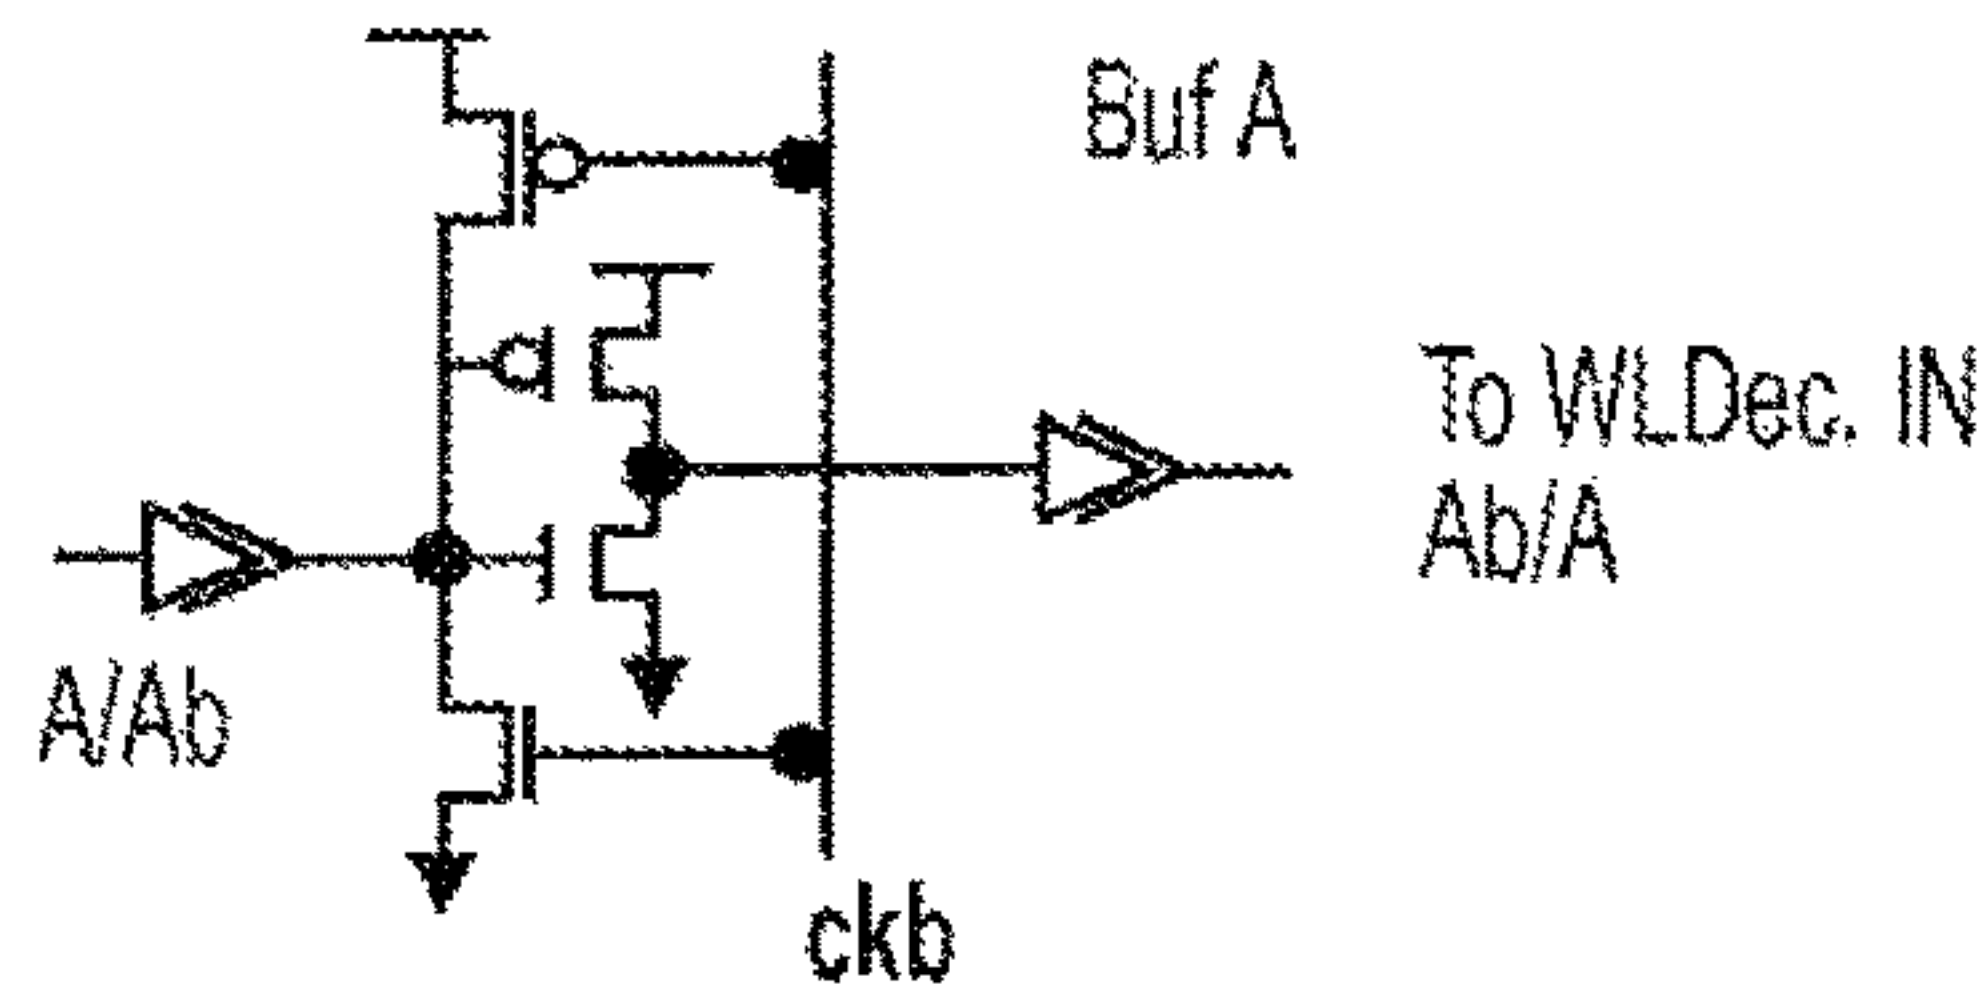 Buf A
To WLDec. IN
Ab/A
A/Ab
ckb